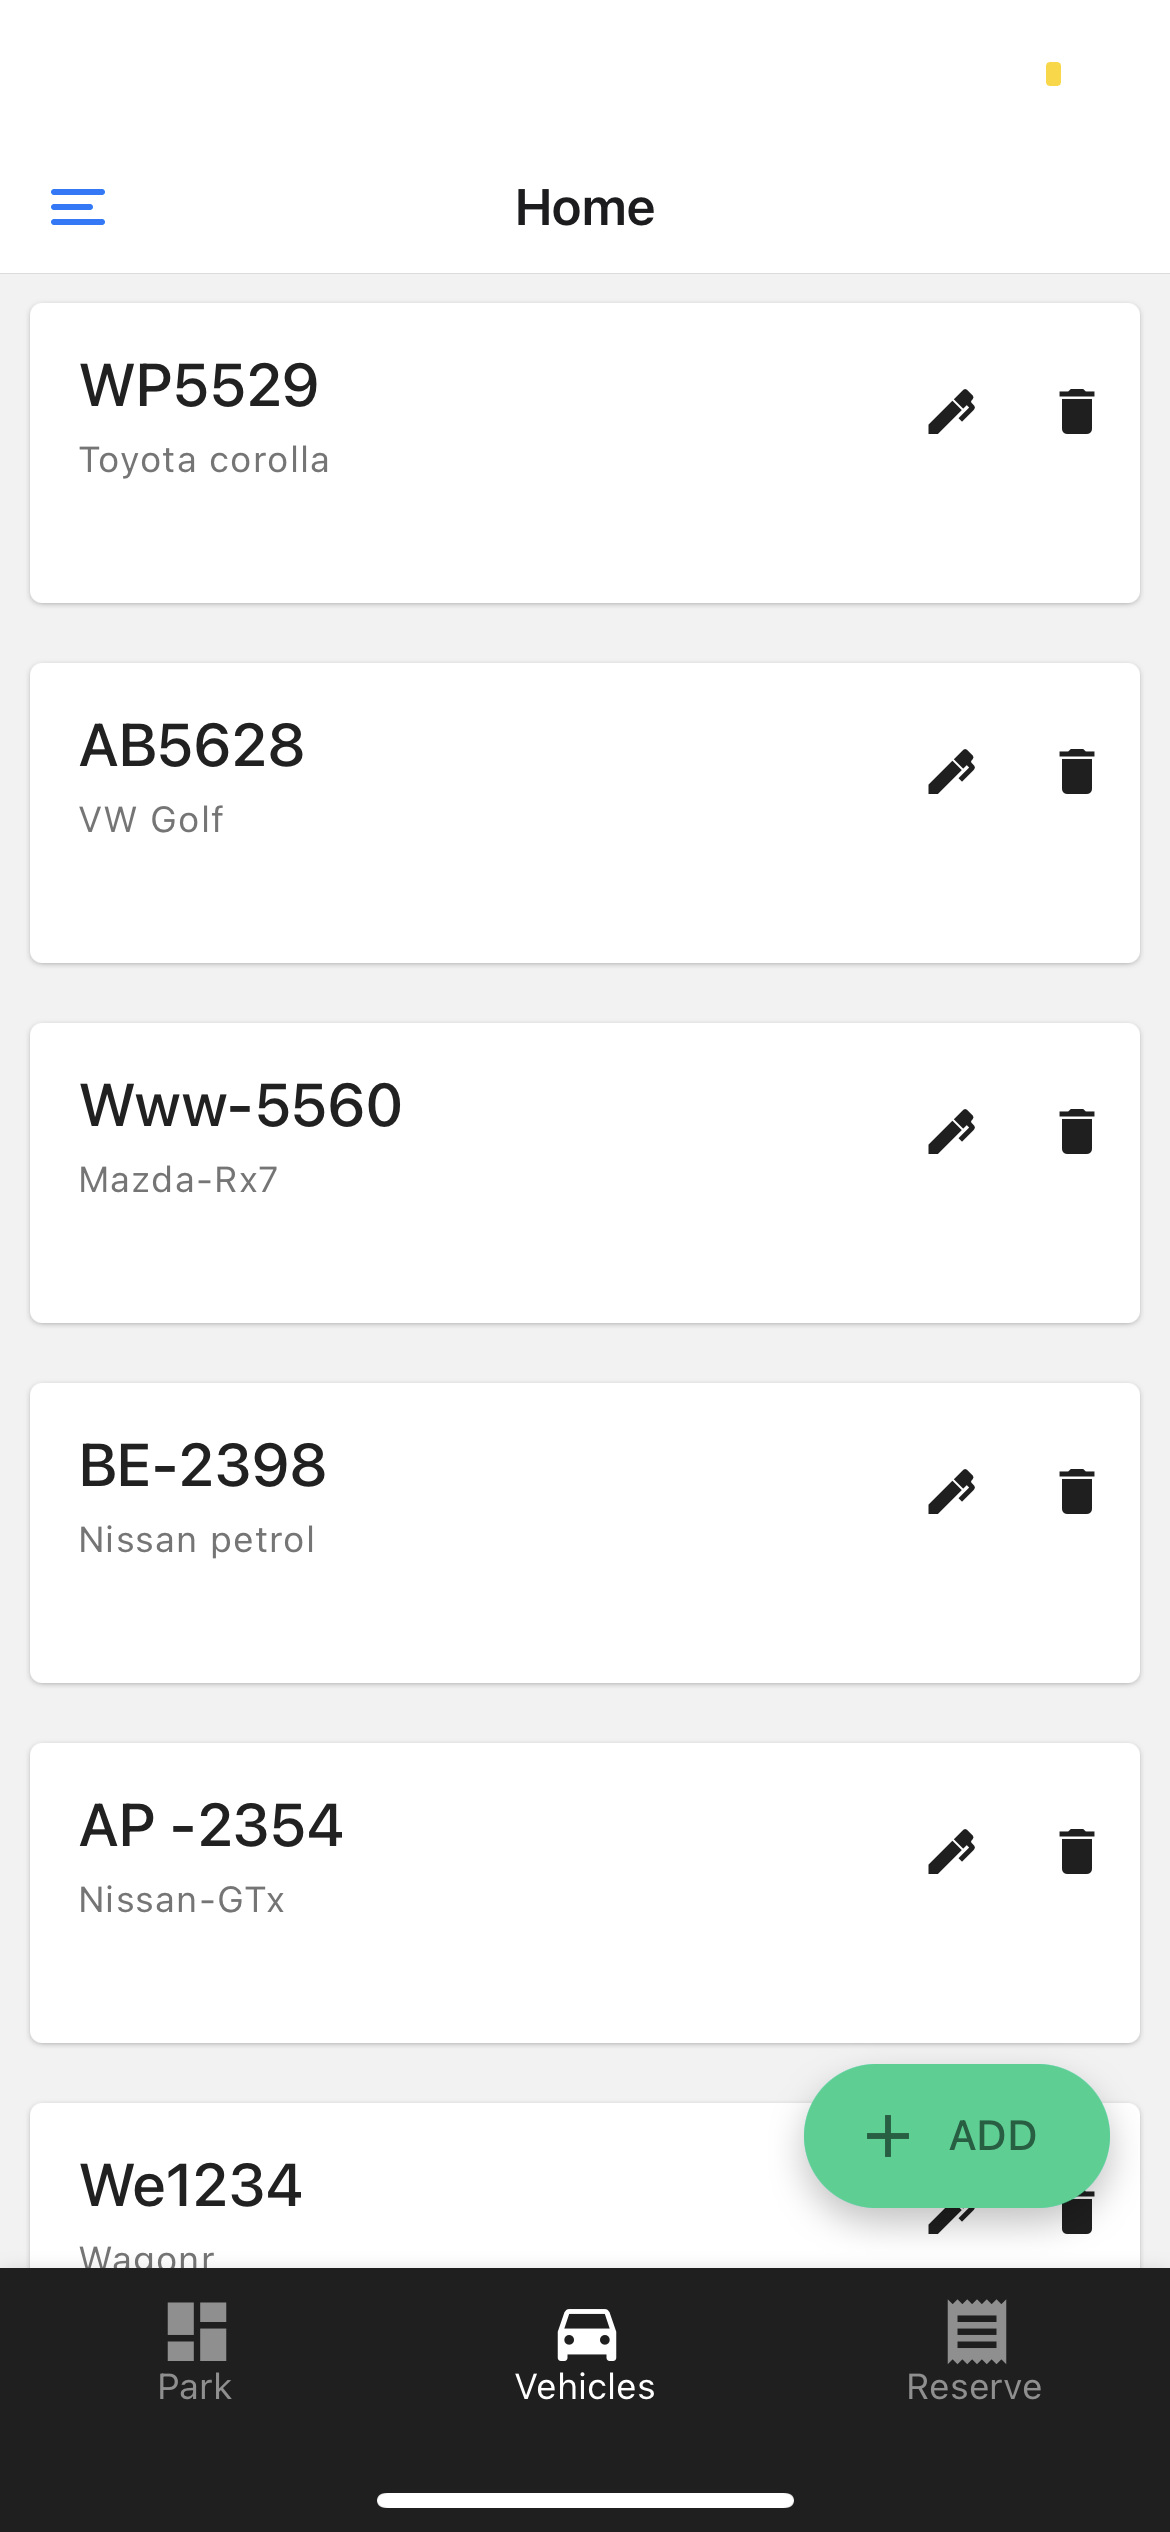 Home
WP5529
Toyota corolla
AB5628
VW Golf
Www-5560
Mazda-Rx7
BE-2398
Nissan petrol
AP -2354
Nissan-GTx
ADD
We1234
Wagonr
Park
Vehicles
Reserve